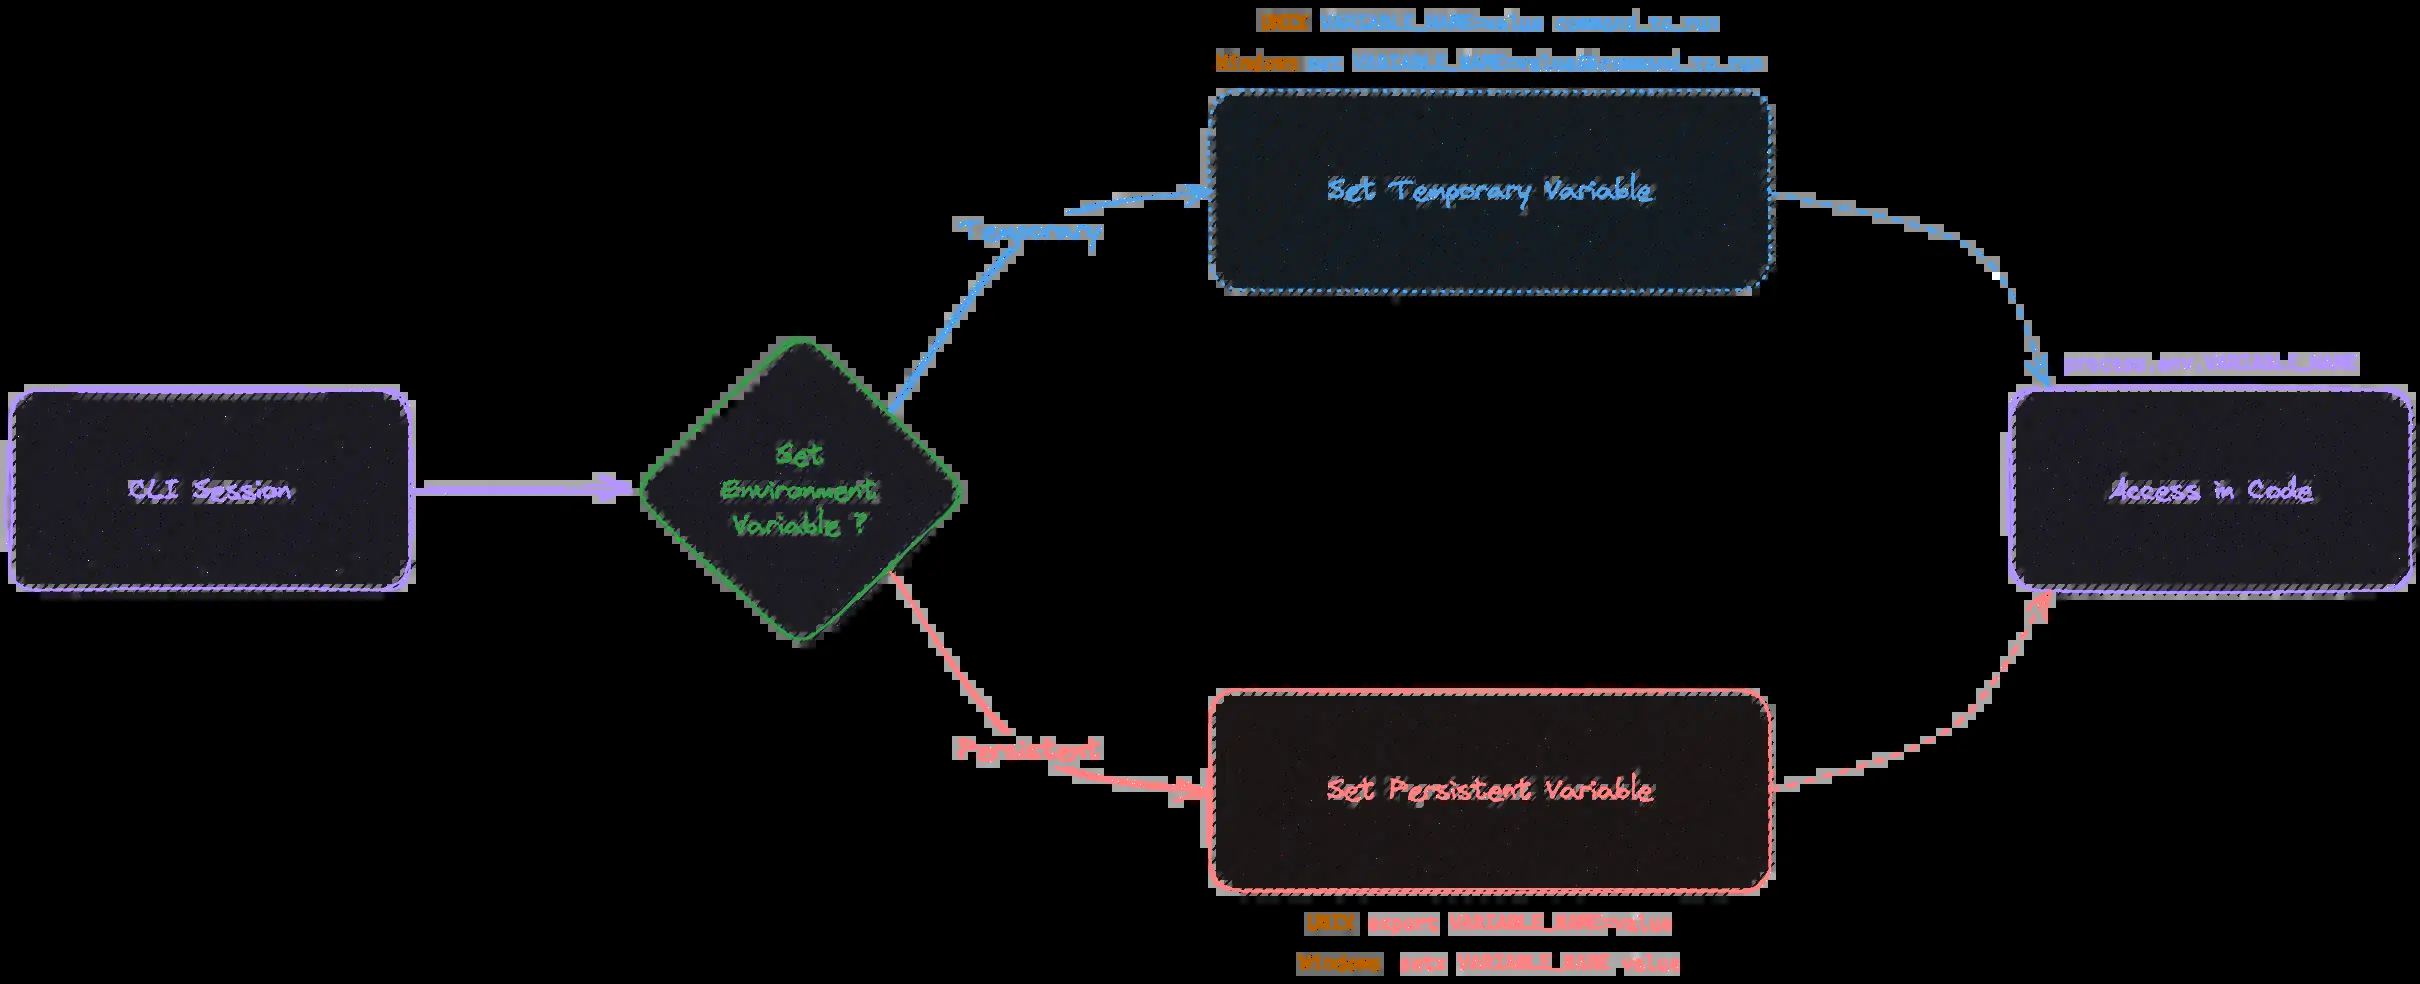 UNIX VARIABLE_NAME=value command_to_run
Windows set VARIABLE_NAME=value&&command_to_run
Set Temporary Variable
Temporary
process.env.VARIABLE_NAME
CLI Session
Set
Environment
Variable ?
Access in Code
Persistent
Set Persistent Variable
UNIX export VARIABLE_NAME=value
Windows setx VARIABLE_NAME value